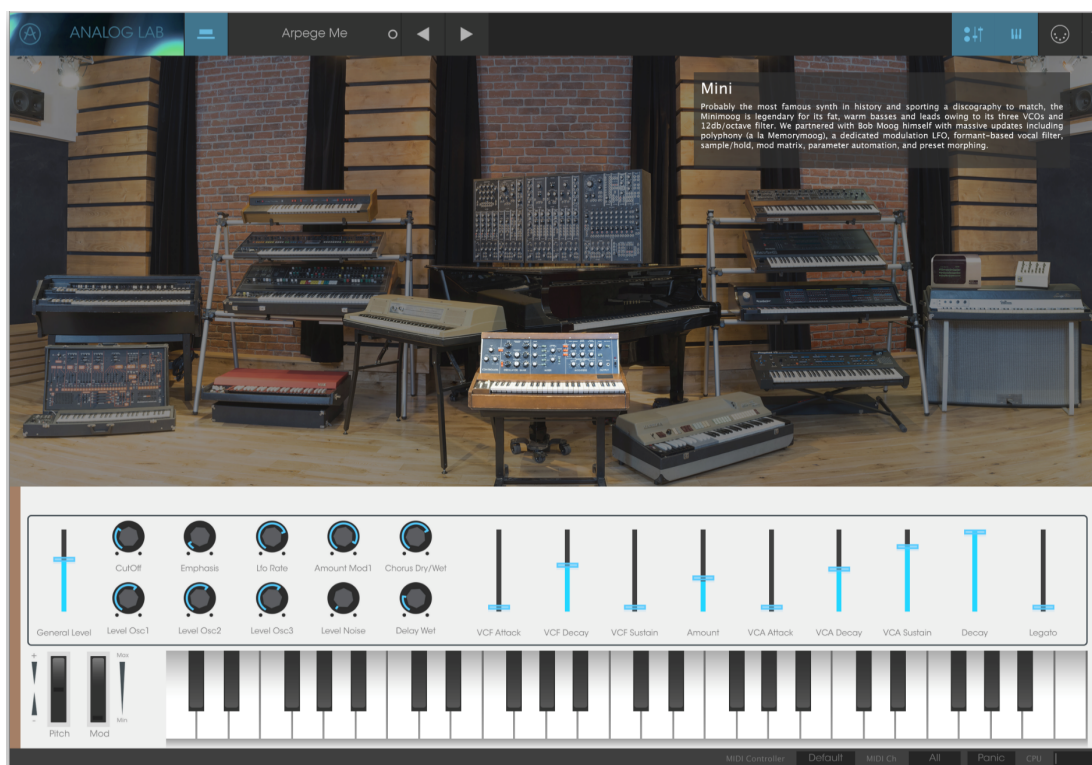 ANALOG LAB
Arpege Me
Mini
Probably the most famous synth in history and sporting a discography to match, the
Minimoog is legendary for its fat, warm basses and leads owing to its three VCOs and
12db/octave filter. We partnered with Bob Moog himself with massive updates including
polyphony (a la Memorymoog), a dedicated modulation LFO, formant-based vocal filter,
sample/hold, mod matrix, parameter automation, and preset morphing.
CutOff Emphasis Lfo Rate Amount Mod1 Chorus Dry/Wet
General Level Level Osc1 Level Osc2 Level Osc3 Level Noise Delay Wet VCF Attack VCF Decay VCF Sustain Amount VCA Attack VCA Decay VCA Sustain Decay Legato
+ Max
- Min
Pitch Mod
MIDI Controller Default MIDI Ch All Panic CPU